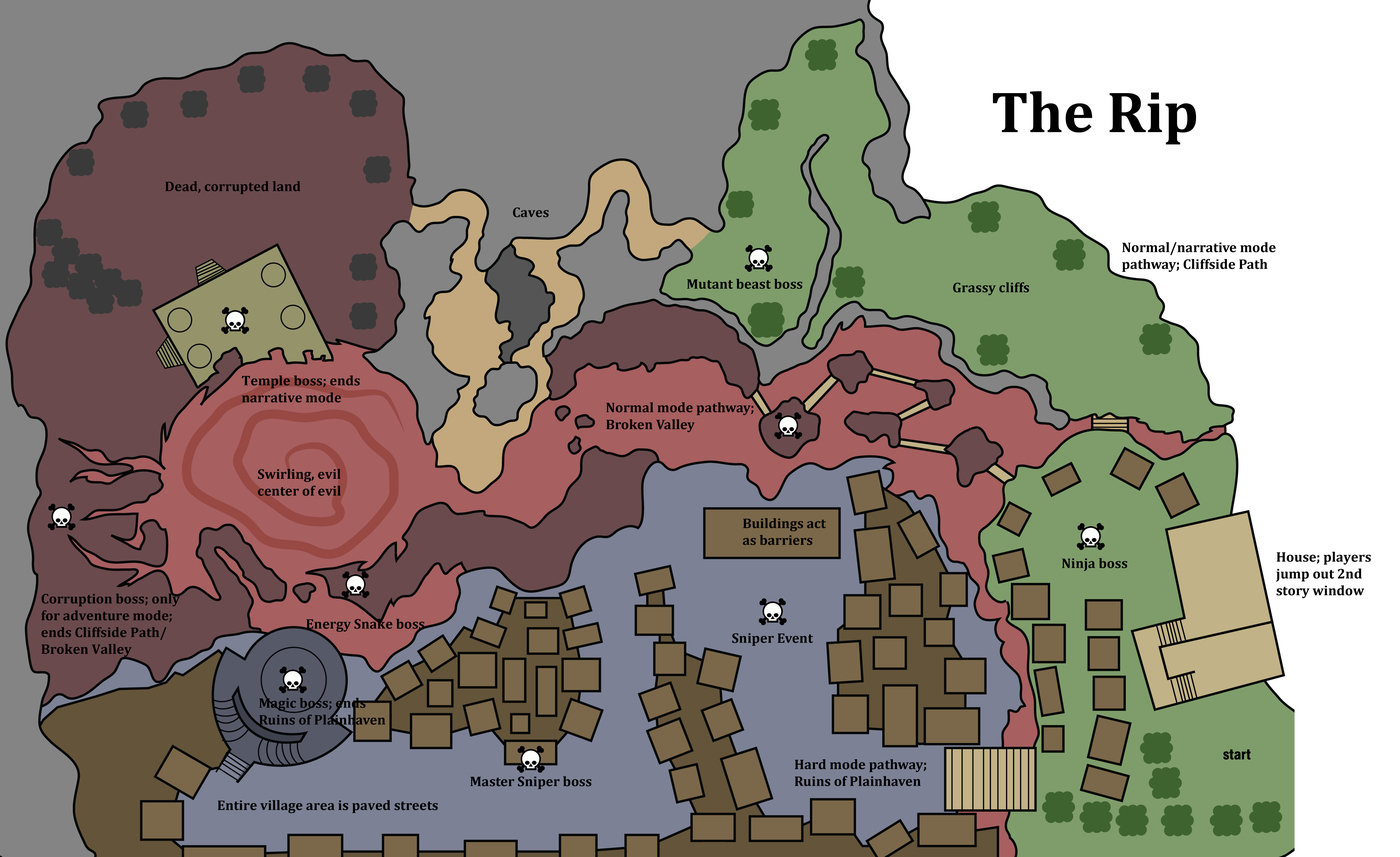 The Rip
Dead, corrupted land
Caves
Normal/narrative mode
pathway; Cliffside Path
Mutant beast boss
Grassy cliffs
Temple boss; ends
narrative mode
Normal mode pathway;
Broken Valley
Swirling, evil
center of evil
Buildings act
as barriers
Ninja boss
House; players
jump out 2nd
story window
Corruption boss; only
for adventure mode;
ends Cliffside Path/
Broken Valley
Energy Snake boss
Sniper Event
Magic boss; ends
Ruins of Plainhaven
start
Hard mode pathway;
Ruins of Plainhaven
Master Sniper boss
Entire village area is paved streets